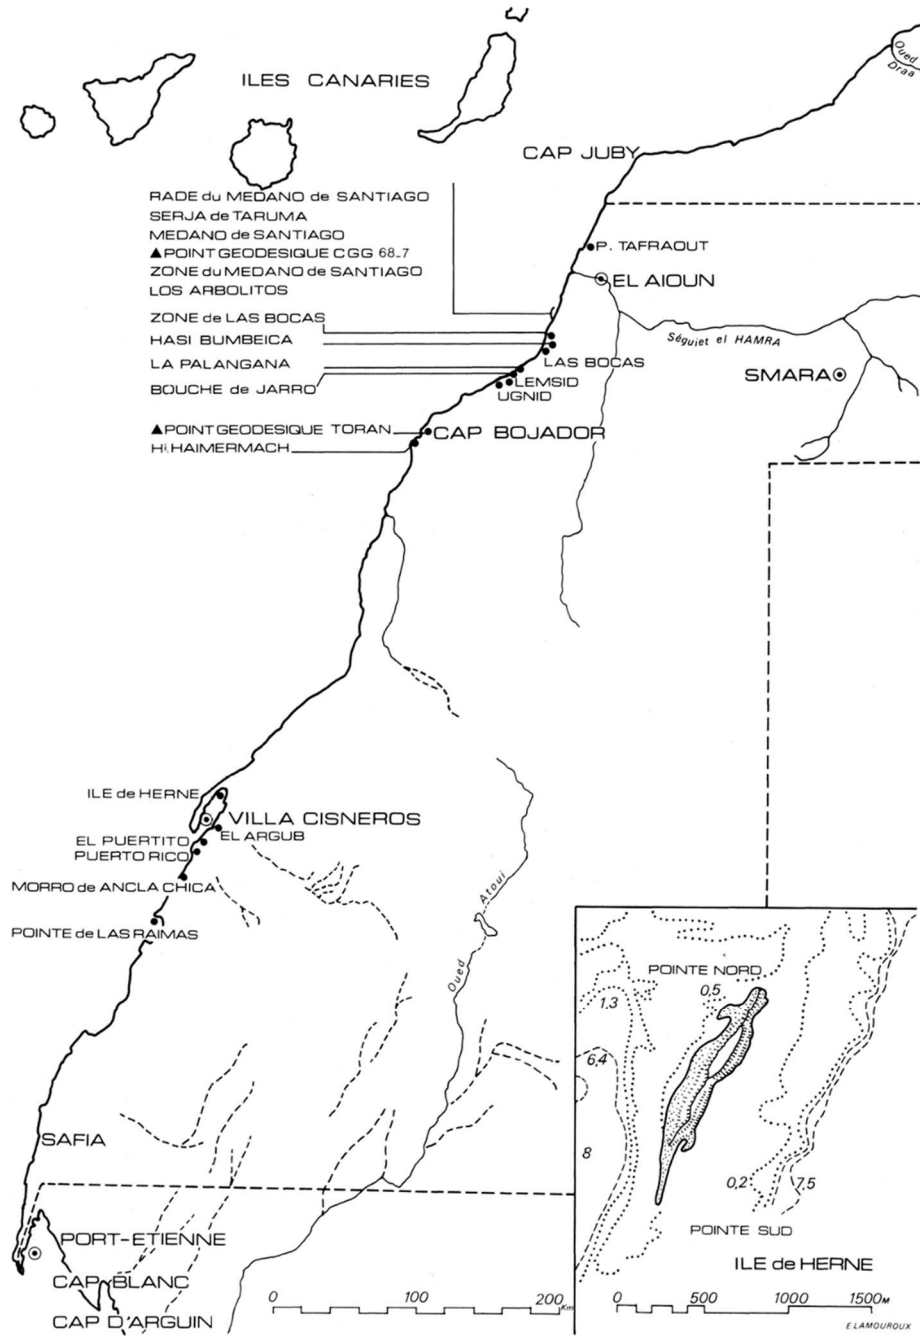 Oued
Draa
ILES CANARIES
CAP JUBY
RADE du MEDANO de SANTIAGO
SERJA de TARUMA
MEDANO de SANTIAGO
▲POINT GEODESIQUE CGG 68_7
ZONE du MEDANO de SANTIAGO
LOS ARBOLITOS
P. TAFRAOUT
EL AIOUN
ZONE de LAS BOCAS
HASI BUMBEICA
Séguiet el HAMRA
LAS BOCAS
LA PALANGANA
SMARA
BOUCHE de JARRO
LEMSID
UGNID
▲POINT GEODESIQUE TORAN
CAP BOJADOR
Hi. HAIMERMACH
ILE de HERNE
VILLA CISNEROS
EL ARGUB
EL PUERTITO
PUERTO RICO
MORRO de ANCLA CHICA
POINTE de LAS RAIMAS
Oued Atoui
SAFIA
PORT-ETIENNE
CAP BLANC
CAP D'ARGUIN
0 100 200 Km
POINTE NORD
0,5
1,3
6,4
8
0,2
7,5
POINTE SUD
ILE de HERNE
0 500 1000 1500M
E.LAMOUROUX